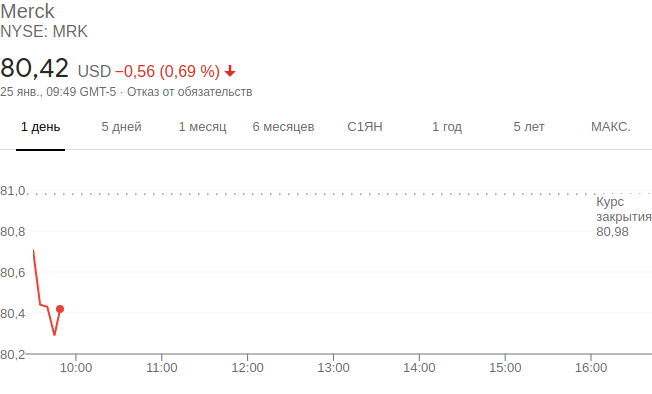 Merck
NYSE: MRK
80,42 USD −0,56 (0,69 %)
25 янв., 09:49 GMT-5 · Отказ от обязательств
1 день 5 дней 1 месяц 6 месяцев С1ЯН 1 год 5 лет МАКС.
81,0
Курс
закрытия
80,98
80,8
80,6
80,4
80,2
10:00 11:00 12:00 13:00 14:00 15:00 16:00